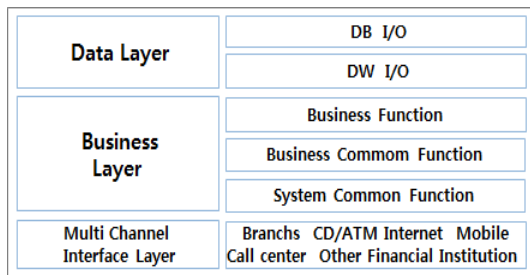 Data Layer
DB I/O
DW I/O
Business
Layer
Business Function
Business Commom Function
System Common Function
Multi Channel
Interface Layer
Branchs CD/ATM Internet Mobile
Call center Other Financial Institution